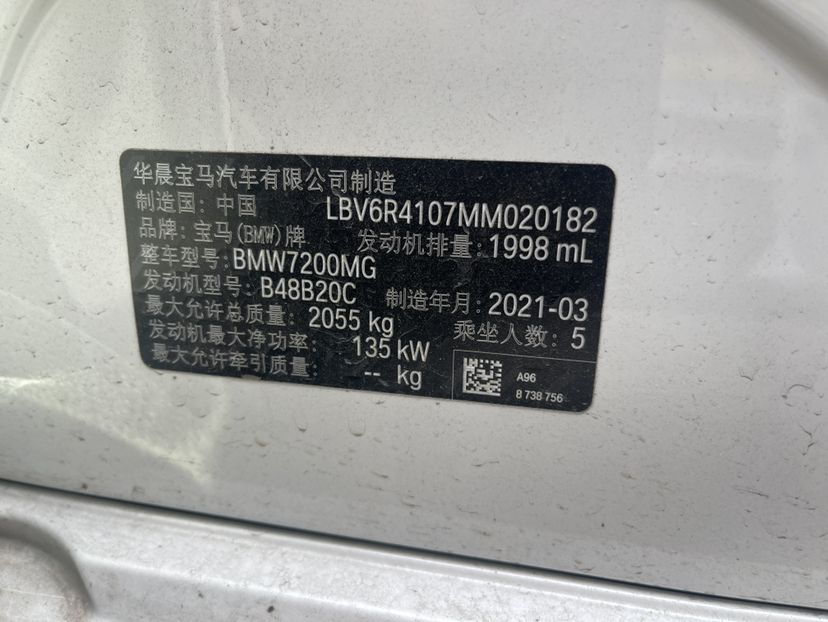 华晨宝马汽车有限公司制造
制造国: 中国 LBV6R4107MM020182
品牌: 宝马(BMW)牌 发动机排量: 1998 mL
整车型号: BMW7200MG
发动机型号: B48B20C 制造年月: 2021-03
最大允许总质量: 2055 kg 乘坐人数: 5
发动机最大净功率: 135 kW
最大允许牵引质量: -- kg
A96
8 738 756